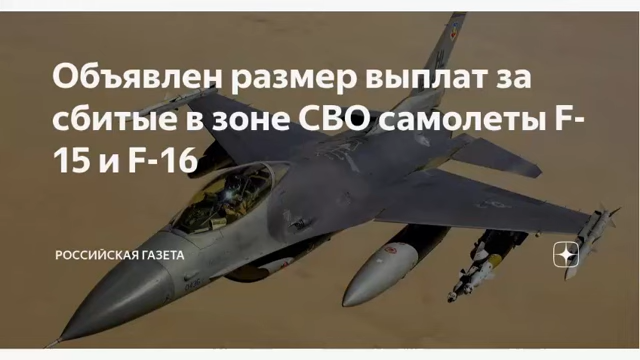 Объявлен размер выплат за
сбитые в зоне СВО самолеты F-
15 и F-16
РОССИЙСКАЯ ГАЗЕТА